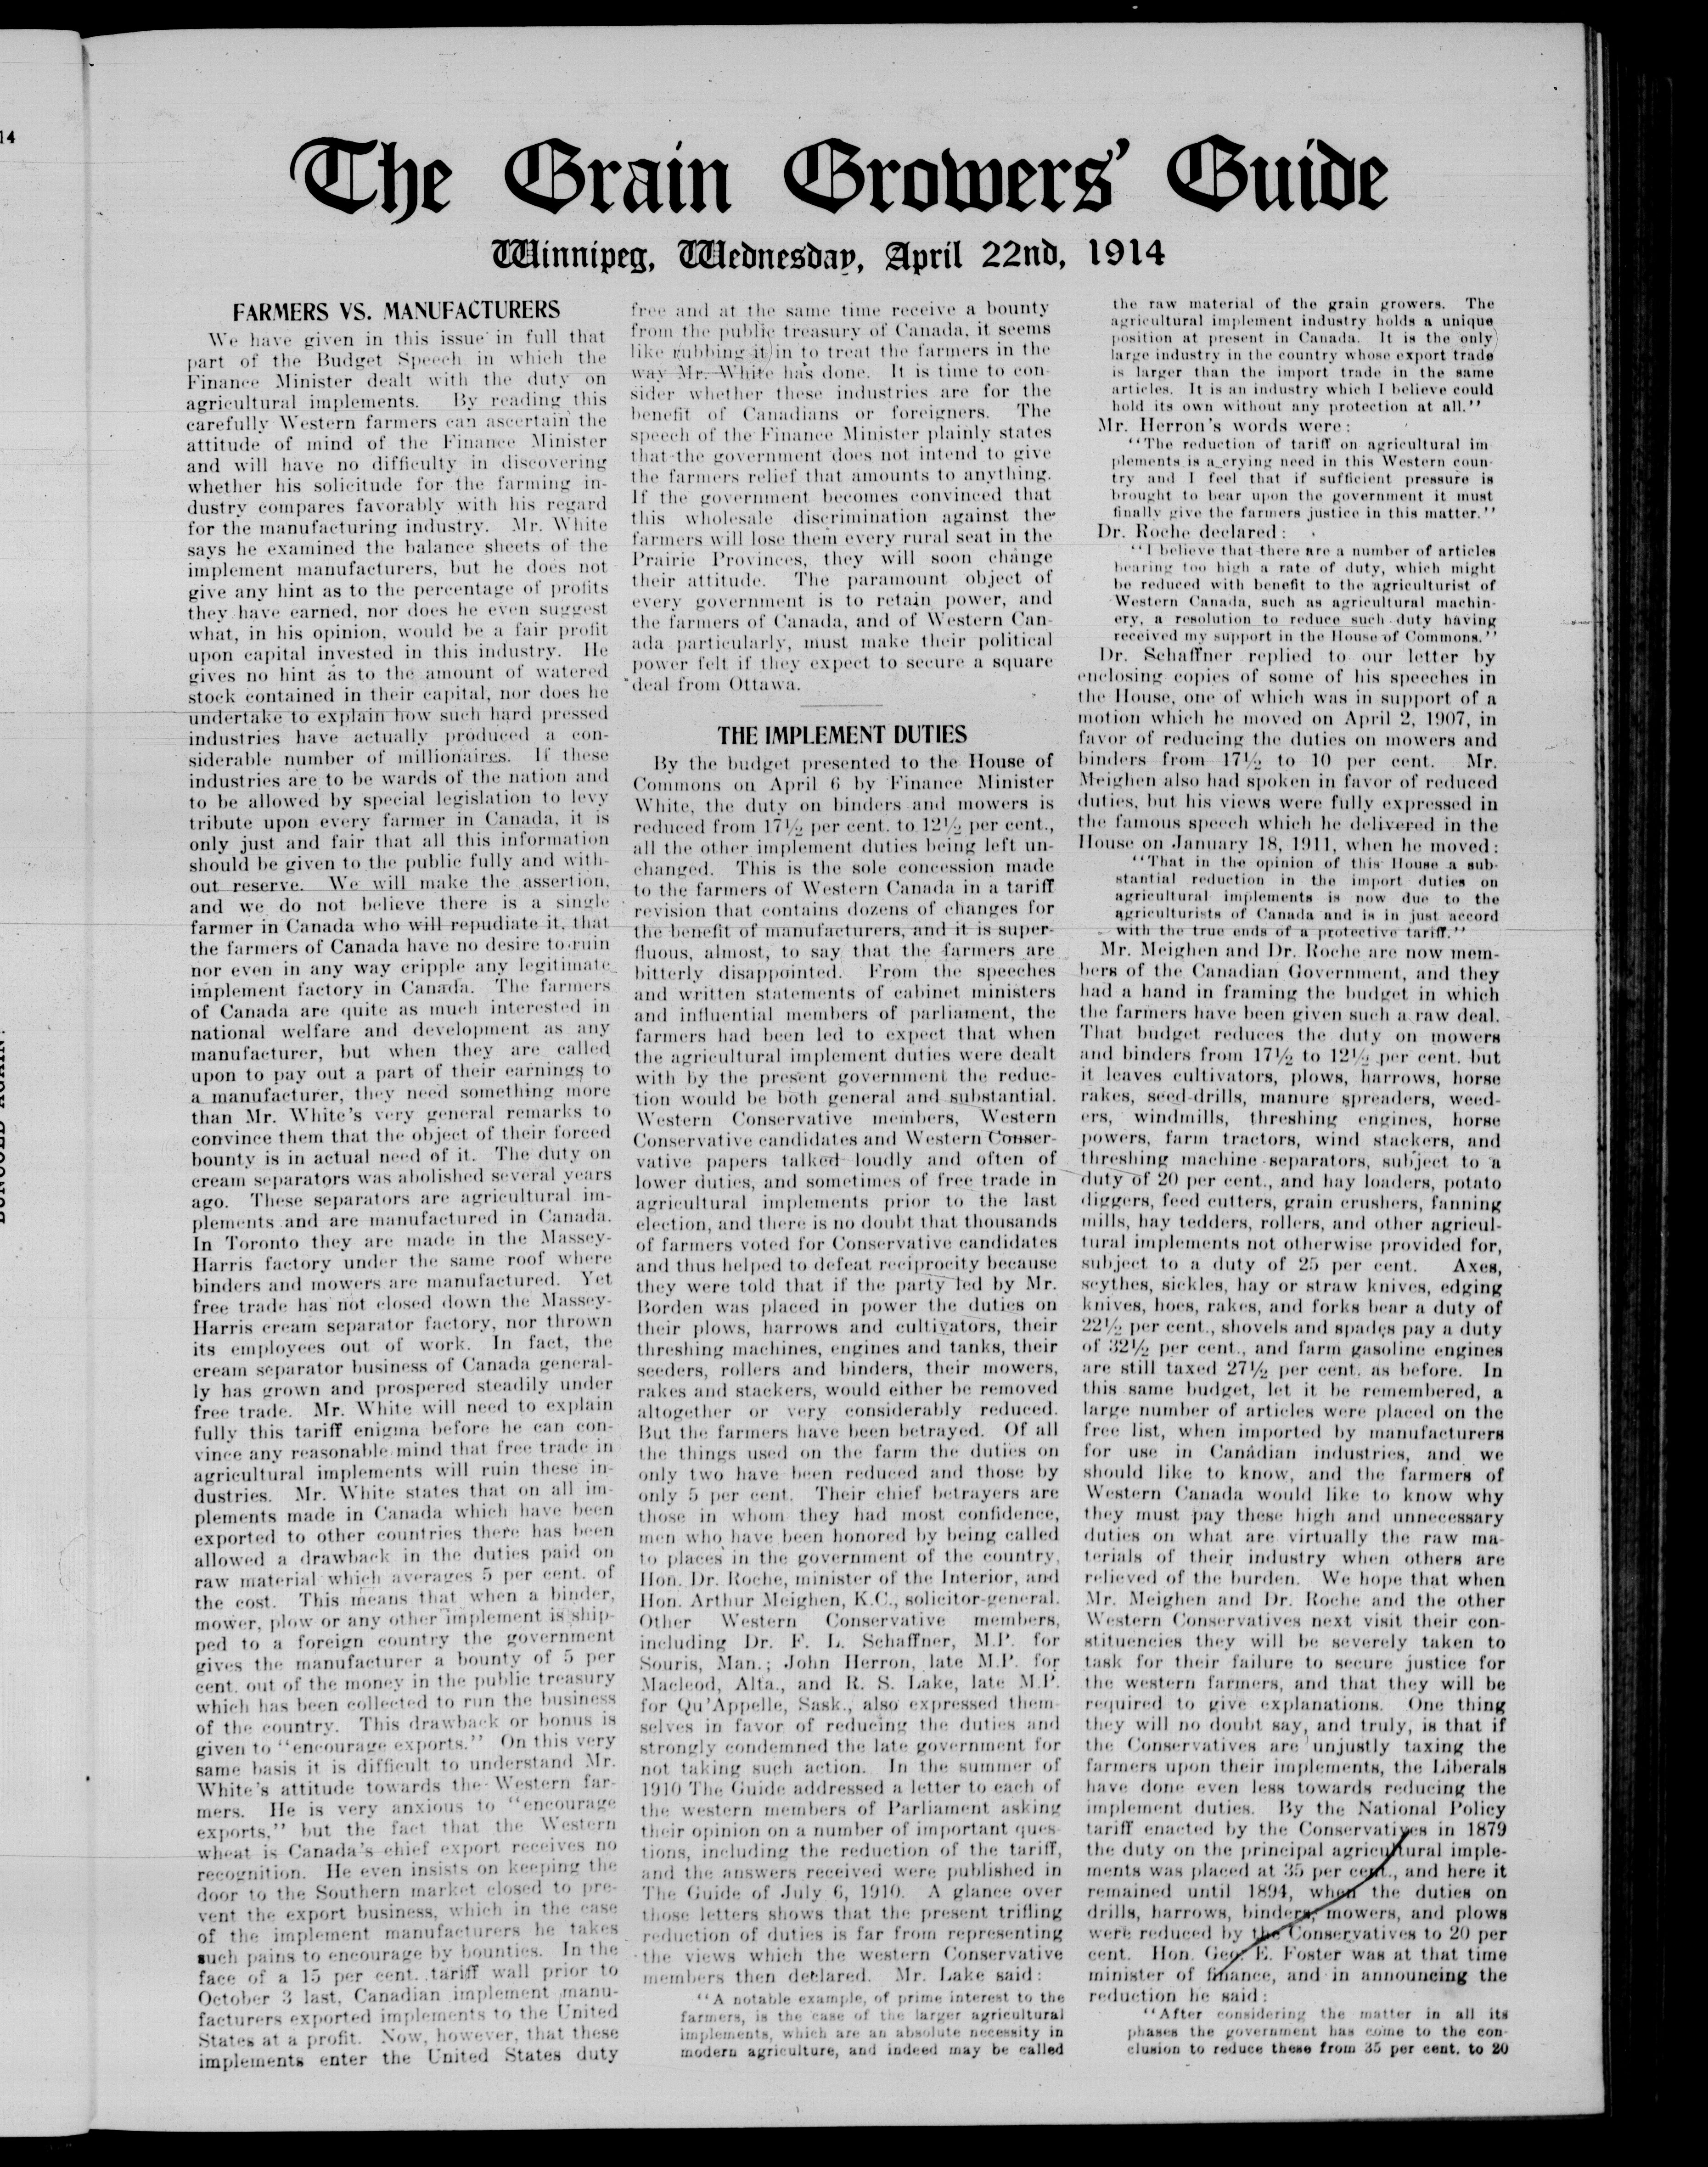 14
The Grain Growers' Guide
Winnipeg, Wednesday, April 22nd, 1914
FARMERS VS. MANUFACTURERS
We have given in this issue in full that
part of the Budget Speech in which the
Finance Minister dealt with the duty on
agricultural implements. By reading this
carefully Western farmers can ascertain the
attitude of mind of the Finance Minister
and will have no difficulty in discovering
whether his solicitude for the farming in-
dustry compares favorably with his regard
for the manufacturing industry. Mr. White
says he examined the balance sheets of the
implement manufacturers, but he does not
give any hint as to the percentage of profits
they have earned, nor does he even suggest
what, in his opinion, would be a fair profit
upon capital invested in this industry. He
gives no hint as to the amount of watered
stock contained in their capital, nor does he
undertake to explain how such hard pressed
industries have actually produced a con-
siderable number of millionaires. If these
industries are to be wards of the nation and
to be allowed by special legislation to levy
tribute upon every farmer in Canada, it is
only just and fair that all this information
should be given to the public fully and with-
out reserve. We will make the assertion,
and we do not believe there is a single
farmer in Canada who will repudiate it, that
the farmers of Canada have no desire to ruin
nor even in any way cripple any legitimate
implement factory in Canada. The farmers
of Canada are quite as much interested in
national welfare and development as any
manufacturer, but when they are called
upon to pay out a part of their earnings to
a manufacturer, they need something more
than Mr. White's very general remarks to
convince them that the object of their forced
bounty is in actual need of it. The duty on
cream separators was abolished several years
ago. These separators are agricultural im-
plements and are manufactured in Canada.
In Toronto they are made in the Massey-
Harris factory under the same roof where
binders and mowers are manufactured. Yet
free trade has not closed down the Massey-
Harris cream separator factory, nor thrown
its employees out of work. In fact, the
cream separator business of Canada general-
ly has grown and prospered steadily under
free trade. Mr. White will need to explain
fully this tariff enigma before he can con-
vince any reasonable mind that free trade in
agricultural implements will ruin these in-
dustries. Mr. White states that on all im-
plements made in Canada which have been
exported to other countries there has been
allowed a drawback in the duties paid on
raw material which averages 5 per cent. of
the cost. This means that when a binder,
mower, plow or any other implement is ship-
ped to a foreign country the government
gives the manufacturer a bounty of 5 per
cent. out of the money in the public treasury
which has been collected to run the business
of the country. This drawback or bonus is
given to "encourage exports." On this very
same basis it is difficult to understand Mr.
White's attitude towards the Western far-
mers. He is very anxious to "encourage
exports," but the fact that the Western
wheat is Canada's chief export receives no
recognition. He even insists on keeping the
door to the Southern market closed to pre-
vent the export business, which in the case
of the implement manufacturers he takes
such pains to encourage by bounties. In the
face of a 15 per cent. tariff wall prior to
October 3 last, Canadian implement manu-
facturers exported implements to the United
States at a profit. Now, however, that these
implements enter the United States duty
free and at the same time receive a bounty
from the public treasury of Canada, it seems
like rubbing it in to treat the farmers in the
way Mr. White has done. It is time to con-
sider whether these industries are for the
benefit of Canadians or foreigners. The
speech of the Finance Minister plainly states
that the government does not intend to give
the farmers relief that amounts to anything.
If the government becomes convinced that
this wholesale discrimination against the
farmers will lose them every rural seat in the
Prairie Provinces, they will soon change
their attitude. The paramount object of
every government is to retain power, and
the farmers of Canada, and of Western Can-
ada particularly, must make their political
power felt if they expect to secure a square
deal from Ottawa.
THE IMPLEMENT DUTIES
By the budget presented to the House of
Commons on April 6 by Finance Minister
White, the duty on binders and mowers is
reduced from 17½ per cent. to 12½ per cent.,
all the other implement duties being left un-
changed. This is the sole concession made
to the farmers of Western Canada in a tariff
revision that contains dozens of changes for
the benefit of manufacturers, and it is super-
fluous, almost, to say that the farmers are
bitterly disappointed. From the speeches
and written statements of cabinet ministers
and influential members of parliament, the
farmers had been led to expect that when
the agricultural implement duties were dealt
with by the present government the reduc-
tion would be both general and substantial.
Western Conservative members, Western
Conservative candidates and Western Conser-
vative papers talked loudly and often of
lower duties, and sometimes of free trade in
agricultural implements prior to the last
election, and there is no doubt that thousands
of farmers voted for Conservative candidates
and thus helped to defeat reciprocity because
they were told that if the party led by Mr.
Borden was placed in power the duties on
their plows, harrows and cultivators, their
threshing machines, engines and tanks, their
seeders, rollers and binders, their mowers,
rakes and stackers, would either be removed
altogether or very considerably reduced.
But the farmers have been betrayed. Of all
the things used on the farm the duties on
only two have been reduced and those by
only 5 per cent. Their chief betrayers are
those in whom they had most confidence,
men who have been honored by being called
to places in the government of the country,
Hon. Dr. Roche, minister of the Interior, and
Hon. Arthur Meighen, K.C., solicitor-general.
Other Western Conservative members,
including Dr. F. L. Schaffner, M.P. for
Souris, Man.; John Herron, late M.P. for
Macleod, Alta., and R. S. Lake, late M.P.
for Qu'Appelle, Sask., also expressed them-
selves in favor of reducing the duties and
strongly condemned the late government for
not taking such action. In the summer of
1910 The Guide addressed a letter to each of
the western members of Parliament asking
their opinion on a number of important ques-
tions, including the reduction of the tariff,
and the answers received were published in
The Guide of July 6, 1910. A glance over
those letters shows that the present trifling
reduction of duties is far from representing
the views which the western Conservative
members then declared. Mr. Lake said:
"A notable example, of prime interest to the
farmers, is the case of the larger agricultural
implements, which are an absolute necessity in
modern agriculture, and indeed may be called
the raw material of the grain growers. The
agricultural implement industry holds a unique
position at present in Canada. It is the only
large industry in the country whose export trade
is larger than the import trade in the same
articles. It is an industry which I believe could
hold its own without any protection at all."
Mr. Herron's words were:
"The reduction of tariff on agricultural im
plements is a crying need in this Western coun-
try and I feel that if sufficient pressure is
brought to bear upon the government it must
finally give the farmers justice in this matter."
Dr. Roche declared:
"I believe that there are a number of articles
bearing too high a rate of duty, which might
be reduced with benefit to the agriculturist of
Western Canada, such as agricultural machin-
ery, a resolution to reduce such duty having
received my support in the House of Commons."
Dr. Schaffner replied to our letter by
enclosing copies of some of his speeches in
the House, one of which was in support of a
motion which he moved on April 2, 1907, in
favor of reducing the duties on mowers and
binders from 17½ to 10 per cent. Mr.
Meighen also had spoken in favor of reduced
duties, but his views were fully expressed in
the famous speech which he delivered in the
House on January 18, 1911, when he moved:
"That in the opinion of this House a sub-
stantial reduction in the import duties on
agricultural implements is now due to the
agriculturists of Canada and is in just accord
with the true ends of a protective tariff."
Mr. Meighen and Dr. Roche are now mem-
bers of the Canadian Government, and they
had a hand in framing the budget in which
the farmers have been given such a raw deal.
That budget reduces the duty on mowers
and binders from 17½ to 12½ per cent. but
it leaves cultivators, plows, harrows, horse
rakes, seed-drills, manure spreaders, weed-
ers, windmills, threshing engines, horse
powers, farm tractors, wind stackers, and
threshing machine separators, subject to a
duty of 20 per cent., and hay loaders, potato
diggers, feed cutters, grain crushers, fanning
mills, hay tedders, rollers, and other agricul-
tural implements not otherwise provided for,
subject to a duty of 25 per cent. Axes,
scythes, sickles, hay or straw knives, edging
knives, hoes, rakes, and forks bear a duty of
22½ per cent., shovels and spades pay a duty
of 32½ per cent., and farm gasoline engines
are still taxed 27½ per cent. as before. In
this same budget, let it be remembered, a
large number of articles were placed on the
free list, when imported by manufacturers
for use in Canadian industries, and we
should like to know, and the farmers of
Western Canada would like to know why
they must pay these high and unnecessary
duties on what are virtually the raw ma-
terials of their industry when others are
relieved of the burden. We hope that when
Mr. Meighen and Dr. Roche and the other
Western Conservatives next visit their con-
stituencies they will be severely taken to
task for their failure to secure justice for
the western farmers, and that they will be
required to give explanations. One thing
they will no doubt say, and truly, is that if
the Conservatives are unjustly taxing the
farmers upon their implements, the Liberals
have done even less towards reducing the
implement duties. By the National Policy
tariff enacted by the Conservatives in 1879
the duty on the principal agricultural imple-
ments was placed at 35 per cent., and here it
remained until 1894, when the duties on
drills, harrows, binders, mowers, and plows
were reduced by the Conservatives to 20 per
cent. Hon. Geo. E. Foster was at that time
minister of finance, and in announcing the
reduction he said:
"After considering the matter in all its
phases the government has come to the con-
clusion to reduce these from 35 per cent. to 20